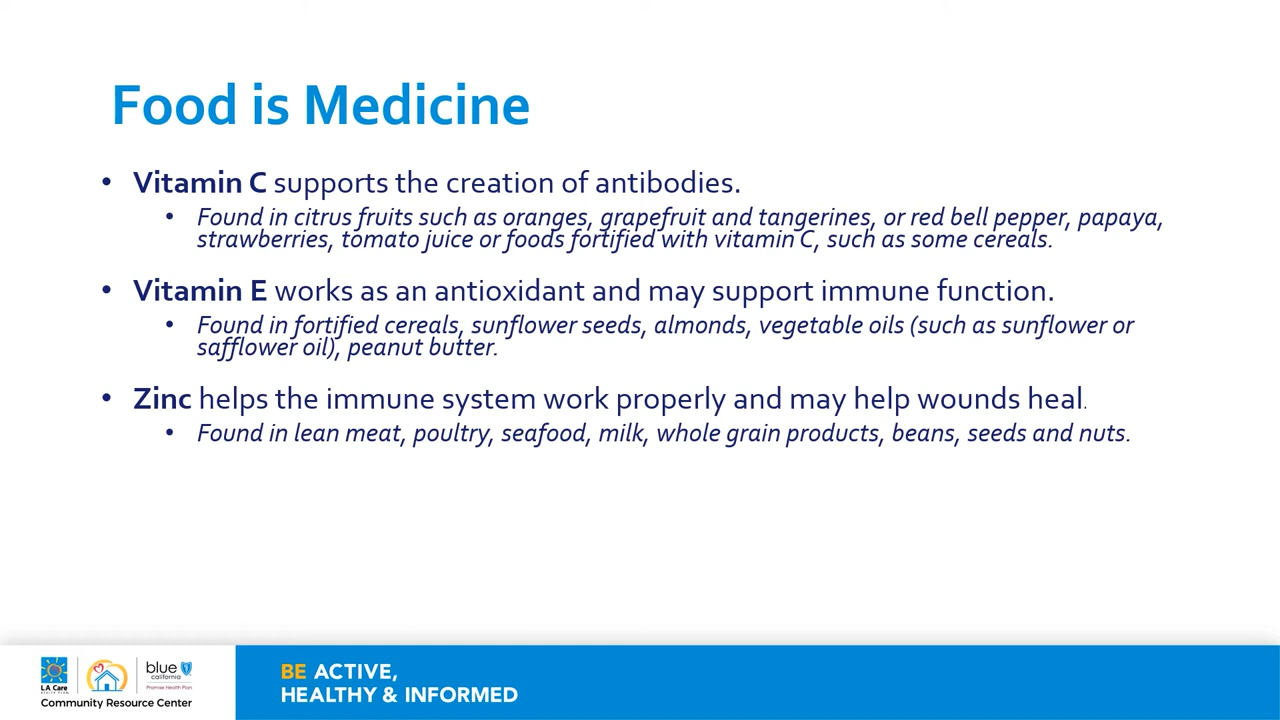 Food is Medicine
• Vitamin C supports the creation of antibodies.
• Found in citrus fruits such as oranges, grapefruit and tangerines, or red bell pepper, papaya,
strawberries, tomato juice or foods fortified with vitamin C, such as some cereals.
• Vitamin E works as an antioxidant and may support immune function.
• Found in fortified cereals, sunflower seeds, almonds, vegetable oils (such as sunflower or
safflower oil), peanut butter.
• Zinc helps the immune system work properly and may help wounds heal.
• Found in lean meat, poultry, seafood, milk, whole grain products, beans, seeds and nuts.
L.A. Care
HEALTH PLAN
blue
california
Promise Health Plan
Community Resource Center
BE ACTIVE,
HEALTHY & INFORMED